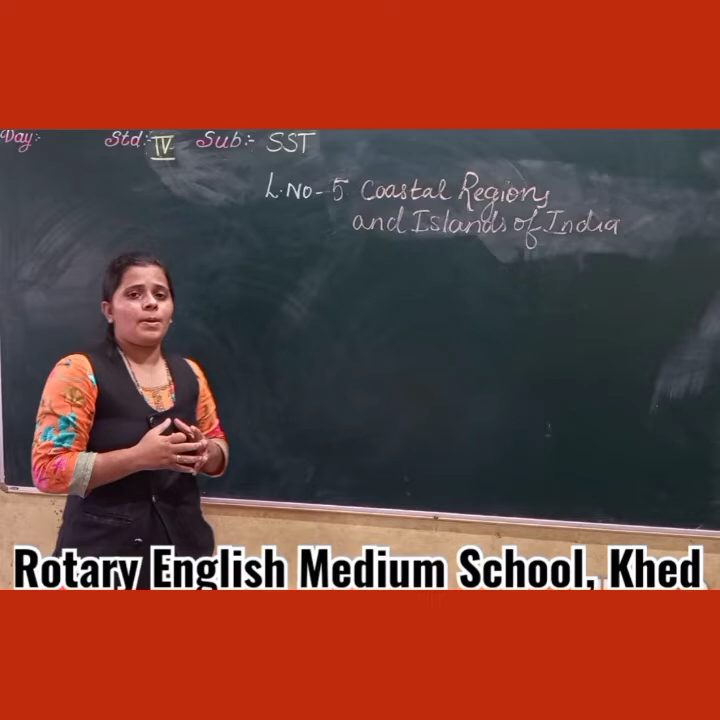 Day:- Std:- IV Sub:- SST
L.NO - 5 Coastal Regions
and Islands of India
Rotary English Medium School, Khed